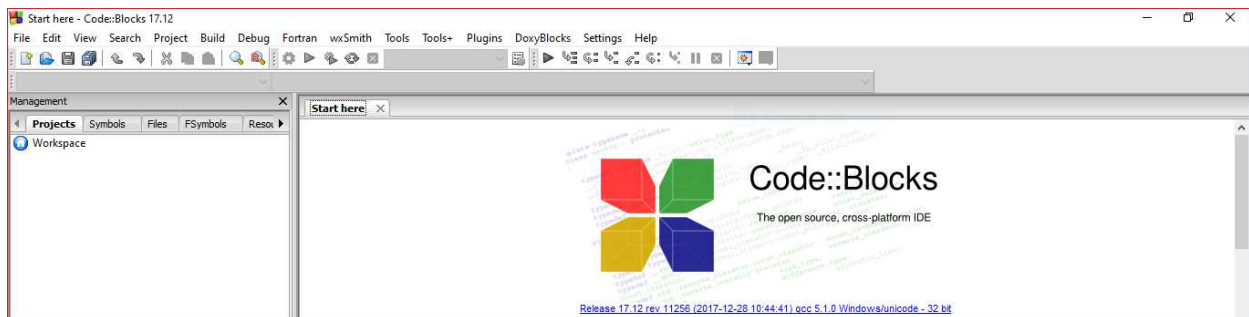 Start here - Code::Blocks 17.12
File Edit View Search Project Build Debug Fortran wxSmith Tools Tools+ Plugins DoxyBlocks Settings Help
Management
Start here
Projects Symbols Files FSymbols Resou
Workspace
Code::Blocks
The open source, cross-platform IDE
Release 17.12 rev 11256 (2017-12-28 10:44:41) gcc 5.1.0 Windows/unicode - 32 bit